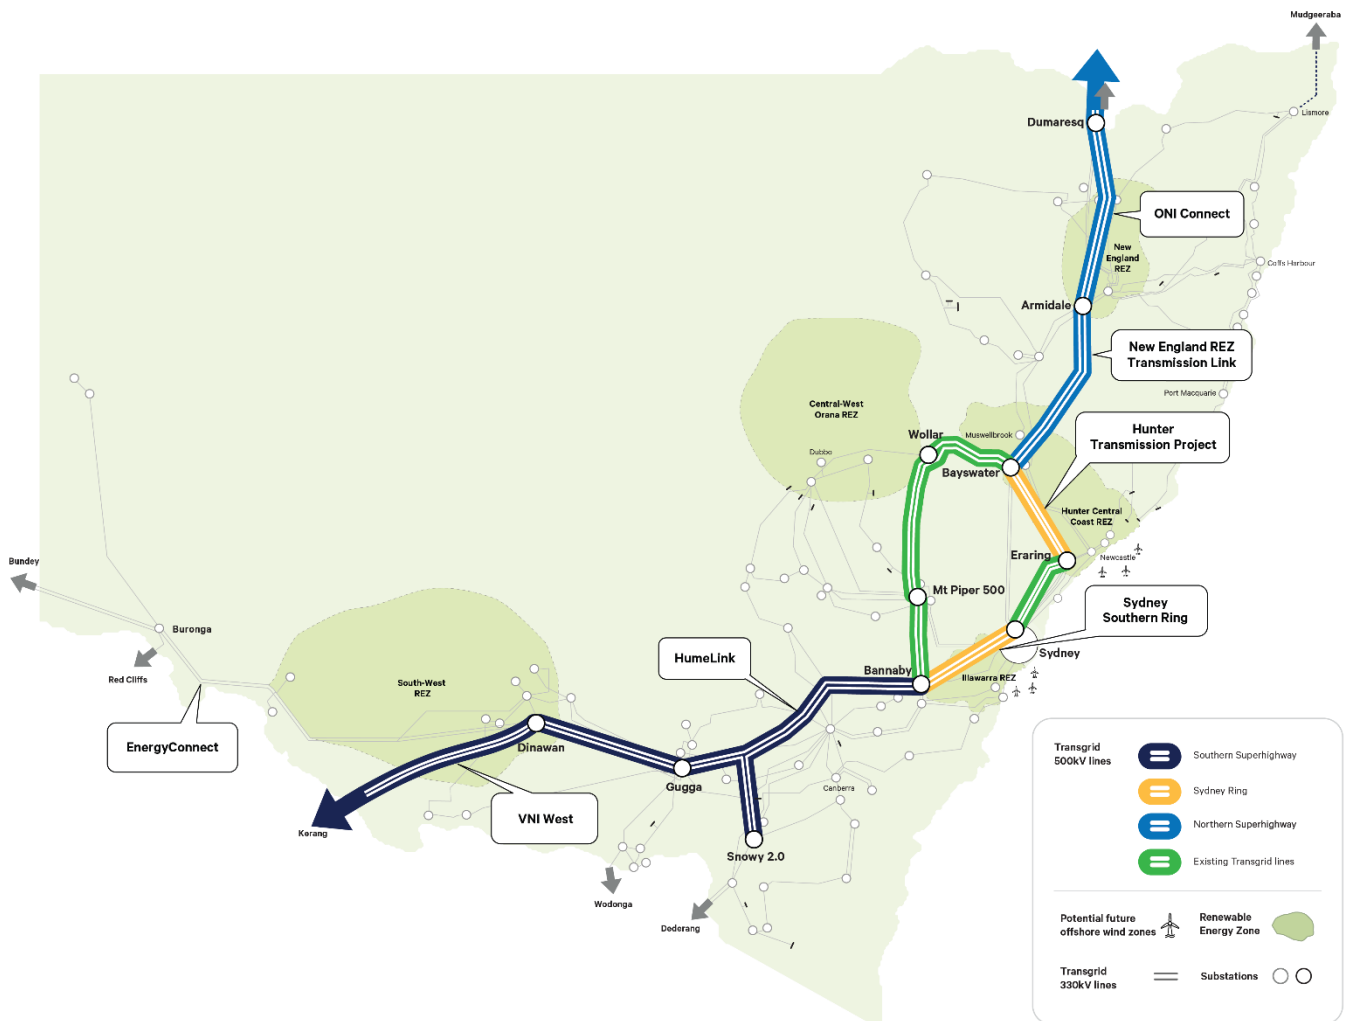 Mudgeeraba
Dumaresq
Lismore
ONI Connect
New
England
REZ
Coffs Harbour
Armidale
New England REZ
Transmission Link
Port Macquarie
Central-West
Orana REZ
Hunter
Transmission Project
Wollar
Muswellbrook
Dubbo
Bayswater
Hunter Central
Coast REZ
Eraring
Newcastle
Bundey
Mt Piper 500
Sydney
Southern Ring
Buronga
HumeLink
Sydney
Red Cliffs
South-West
REZ
Bannaby
Illawarra REZ
EnergyConnect
Dinawan
Gugga
Canberra
VNI West
Kerang
Snowy 2.0
Wodonga
Dederang
Transgrid
500kV lines
Southern Superhighway
Sydney Ring
Northern Superhighway
Existing Transgrid lines
Potential future
offshore wind zones
Renewable
Energy Zone
Transgrid
330kV lines
Substations